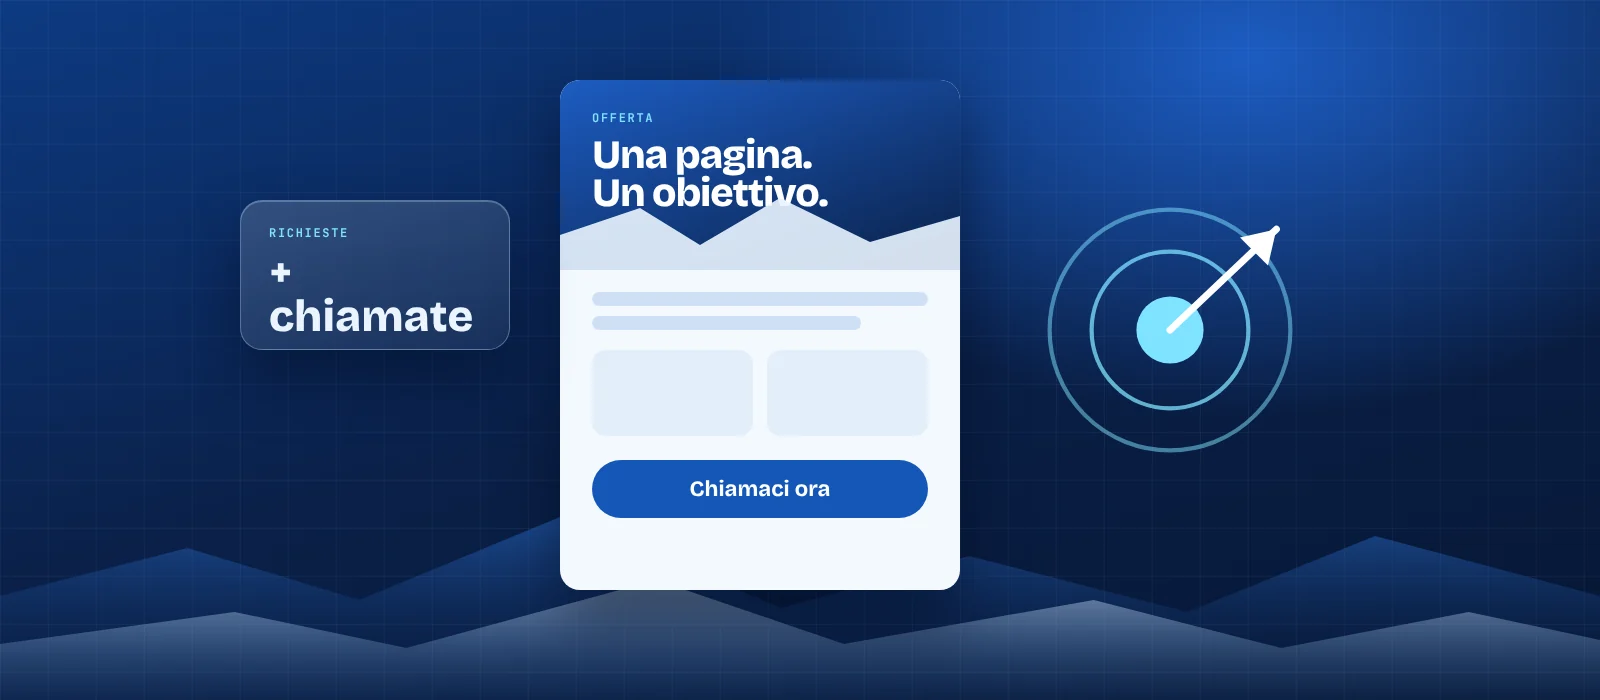 OFFERTA
Una pagina.
Un obiettivo.
RICHIESTE
+
chiamate
Chiamaci ora